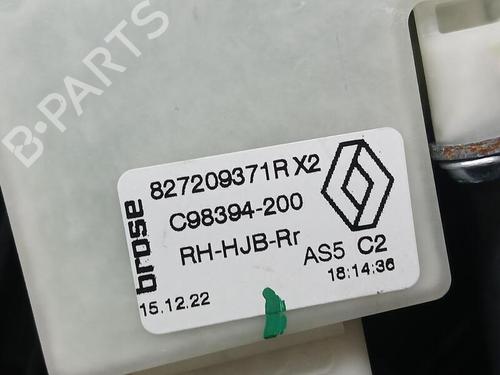 B-PARTS
brose
827209371R X2
C98394-200
RH-HJB-Rr
AS5 C2
15.12.22
18:14:36